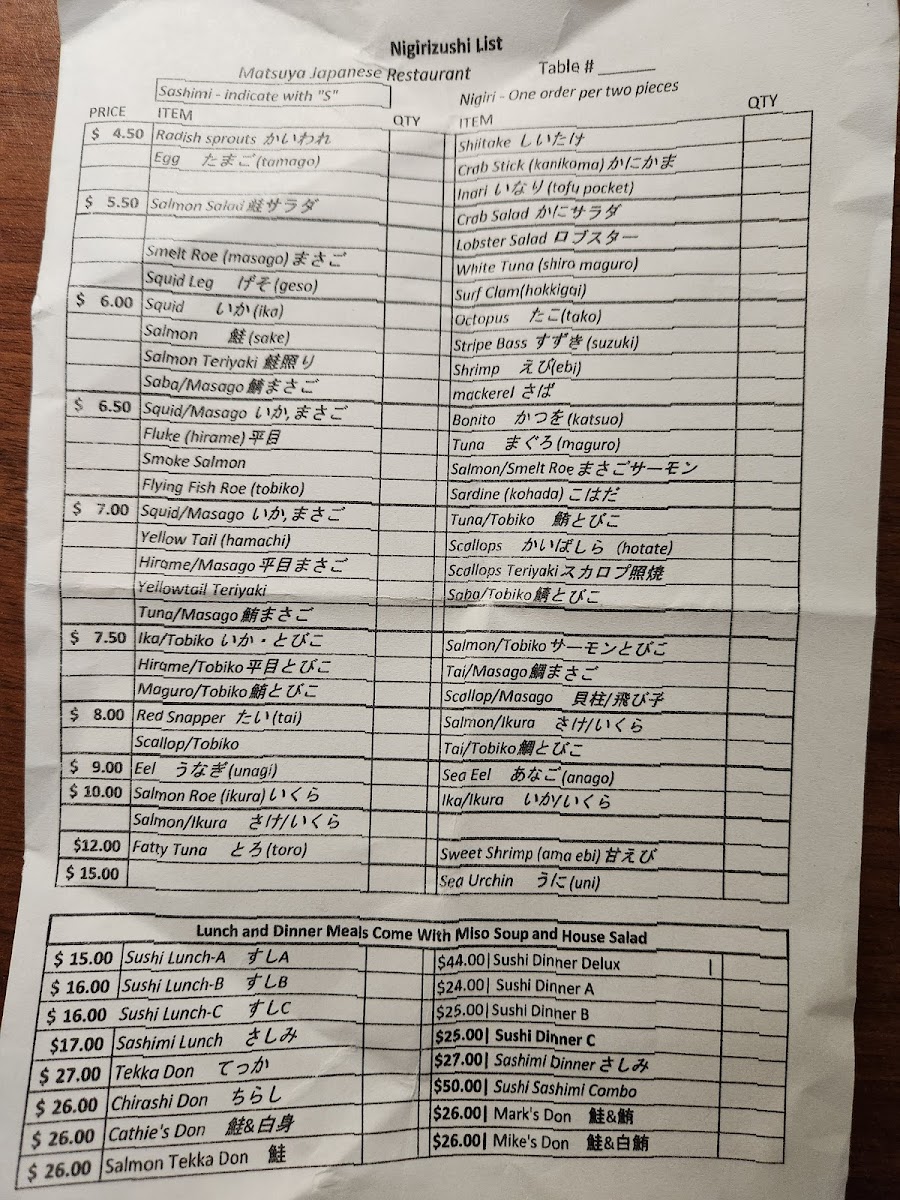 Nigirizushi List
Matsuya Japanese Restaurant Table # ______
Sashimi - indicate with "S" Nigiri - One order per two pieces
PRICE ITEM QTY ITEM QTY
$ 4.50 Radish sprouts かいわれ Shiitake しいたけ
Egg たまご (tamago) Crab Stick (kanikama) かにかま
Inari いなり (tofu pocket)
$ 5.50 Salmon Salad 鮭サラダ Crab Salad かにサラダ
Lobster Salad ロブスター
Smelt Roe (masago) まさご White Tuna (shiro maguro)
Squid Leg げそ (geso) Surf Clam(hokkigai)
$ 6.00 Squid いか (ika) Octopus たこ(tako)
Salmon 鮭 (sake) Stripe Bass すずき (suzuki)
Salmon Teriyaki 鮭照り Shrimp えび(ebi)
Saba/Masago 鯖まさご mackerel さば
$ 6.50 Squid/Masago いか,まさご Bonito かつを (katsuo)
Fluke (hirame) 平目 Tuna まぐろ (maguro)
Smoke Salmon Salmon/Smelt Roe まさごサーモン
Flying Fish Roe (tobiko) Sardine (kohada) こはだ
$ 7.00 Squid/Masago いか,まさご Tuna/Tobiko 鮪とびこ
Yellow Tail (hamachi) Scallops かいばしら (hotate)
Hirame/Masago 平目まさご Scallops Teriyaki スカロプ照焼
Yellowtail Teriyaki Saba/Tobiko 鯖とびこ
Tuna/Masago 鮪まさご
$ 7.50 Ika/Tobiko いか・とびこ Salmon/Tobiko サーモンとびこ
Hirame/Tobiko 平目とびこ Tai/Masago 鯛まさご
Maguro/Tobiko 鮪とびこ Scallop/Masago 貝柱/飛び子
$ 8.00 Red Snapper たい (tai) Salmon/Ikura さけ/いくら
Scallop/Tobiko Tai/Tobiko 鯛とびこ
$ 9.00 Eel うなぎ (unagi) Sea Eel あなご (anago)
$ 10.00 Salmon Roe (ikura) いくら Ika/Ikura いか/いくら
Salmon/Ikura さけ/いくら
$12.00 Fatty Tuna とろ (toro) Sweet Shrimp (ama ebi) 甘えび
$ 15.00 Sea Urchin うに (uni)
Lunch and Dinner Meals Come With Miso Soup and House Salad
$ 15.00 Sushi Lunch-A すしA $44.00| Sushi Dinner Delux |
$ 16.00 Sushi Lunch-B すしB $24.00| Sushi Dinner A
$ 16.00 Sushi Lunch-C すしC $25.00| Sushi Dinner B
$17.00 Sashimi Lunch さしみ $25.00| Sushi Dinner C
$ 27.00 Tekka Don てっか $27.00| Sashimi Dinner さしみ
$ 26.00 Chirashi Don ちらし $50.00| Sushi Sashimi Combo
$ 26.00 Cathie's Don 鮭&白身 $26.00| Mark's Don 鮭&鮪
$ 26.00 Salmon Tekka Don 鮭 $26.00| Mike's Don 鮭&白鮪